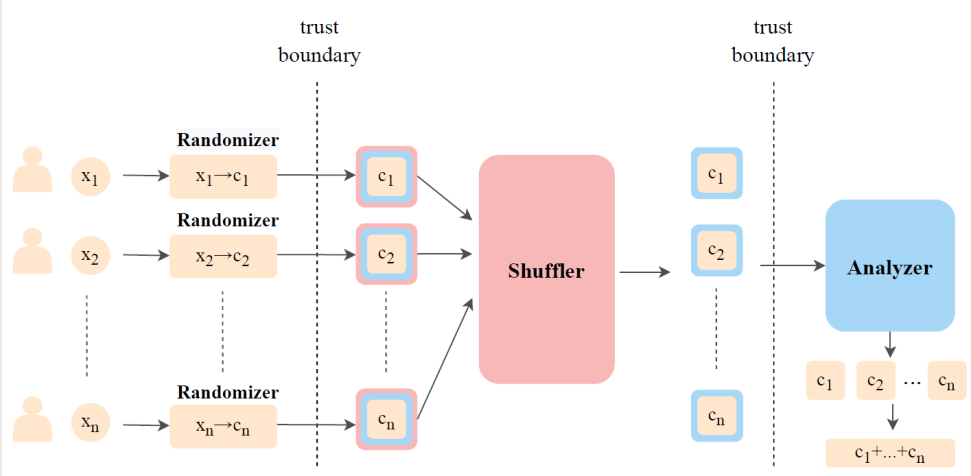 trust
boundary
trust
boundary
Randomizer
x₁ x₁→c₁ c₁ c₁
Randomizer
x₂ x₂→c₂ c₂ c₂
Shuffler
Analyzer
c₁ c₂ ... cₙ
Randomizer
xₙ xₙ→cₙ cₙ cₙ
c₁+...+cₙ